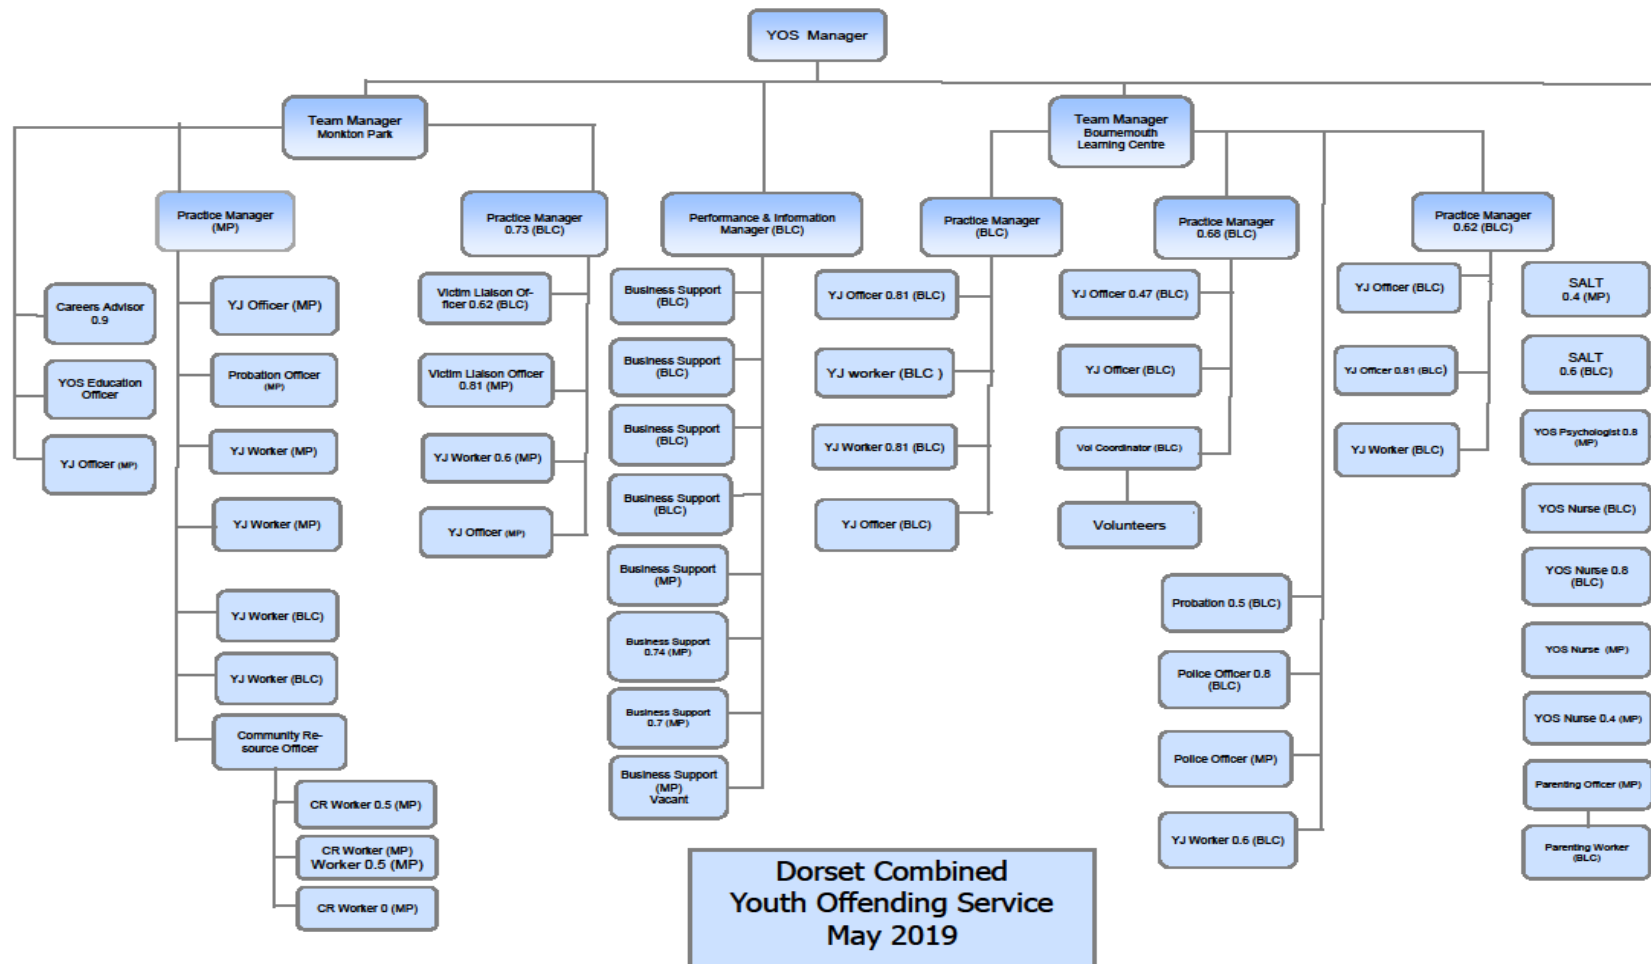 YOS  Manager
Team Manager
Monkton Park
Team Manager
Bournemouth
Learning Centre
Practice Manager
(MP)
Practice Manager
0.73 (BLC)
Performance & Information
Manager (BLC)
Practice Manager
(BLC)
Practice Manager
0.68 (BLC)
Practice Manager
0.62 (BLC)
Careers Advisor
0.9
YOS Education
Officer
YJ Officer (MP)
YJ Officer (MP)
Probation Officer
(MP)
YJ Worker (MP)
YJ Worker (MP)
YJ Worker (BLC)
YJ Worker (BLC)
Community Re-
source Officer
CR Worker 0.5 (MP)
CR Worker (MP)
Worker 0.5 (MP)
CR Worker 0 (MP)
Victim Liaison Of-
ficer 0.62 (BLC)
Victim Liaison Officer
0.81 (MP)
YJ Worker 0.6 (MP)
YJ Officer (MP)
Business Support
(BLC)
Business Support
(BLC)
Business Support
(BLC)
Business Support
(BLC)
Business Support
(MP)
Business Support
0.74 (MP)
Business Support
0.7 (MP)
Business Support
(MP)
Vacant
YJ Officer 0.81 (BLC)
YJ worker (BLC )
YJ Worker 0.81 (BLC)
YJ Officer (BLC)
YJ Officer 0.47 (BLC)
YJ Officer (BLC)
Vol Coordinator (BLC)
Volunteers
Probation 0.5 (BLC)
Police Officer 0.8
(BLC)
Police Officer (MP)
YJ Worker 0.6 (BLC)
YJ Officer (BLC)
YJ Officer 0.81 (BLC)
YJ Worker (BLC)
SALT
0.4 (MP)
SALT
0.6 (BLC)
YOS Psychologist 0.8
(MP)
YOS Nurse (BLC)
YOS Nurse 0.8
(BLC)
YOS Nurse  (MP)
YOS Nurse 0.4 (MP)
Parenting Officer (MP)
Parenting Worker
(BLC)
Dorset Combined
Youth Offending Service
May 2019